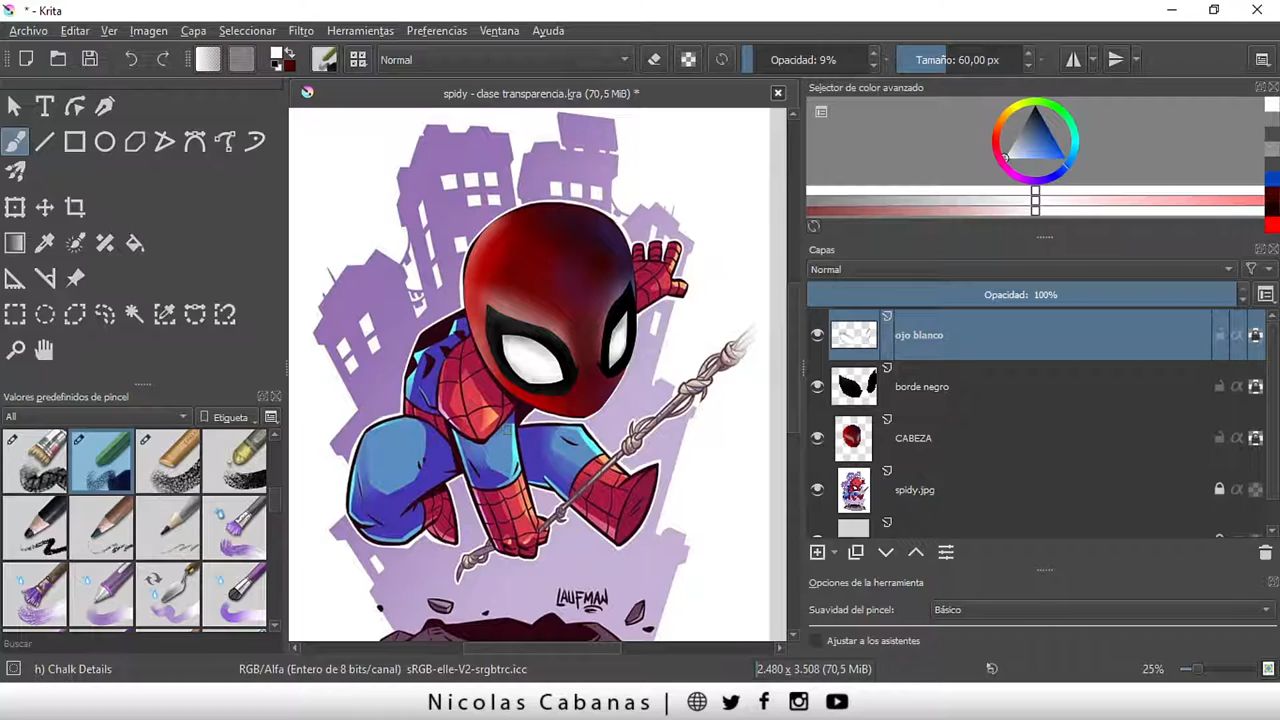 * - Krita
Archivo Editar Ver Imagen Capa Seleccionar Filtro Herramientas Preferencias Ventana Ayuda
Normal
Opacidad: 9%
Tamaño: 60,00 px
spidy - clase transparencia.kra (70,5 MiB) *
Selector de color avanzado
Capas
Normal
Opacidad: 100%
ojo blanco
borde negro
CABEZA
spidy.jpg
Valores predefinidos de pincel
All
Etiqueta
LAUFMAN
Opciones de la herramienta
Suavidad del pincel:
Básico
Ajustar a los asistentes
Buscar
h) Chalk Details
RGB/Alfa (Entero de 8 bits/canal) sRGB-elle-V2-srgbtrc.icc
2.480 x 3.508 (70,5 MiB)
25%
Nicolas Cabanas |